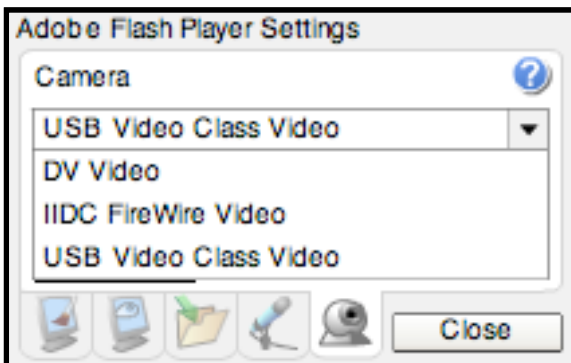 Adobe Flash Player Settings
Camera
?
USB Video Class Video
DV Video
IIDC FireWire Video
USB Video Class Video
Close